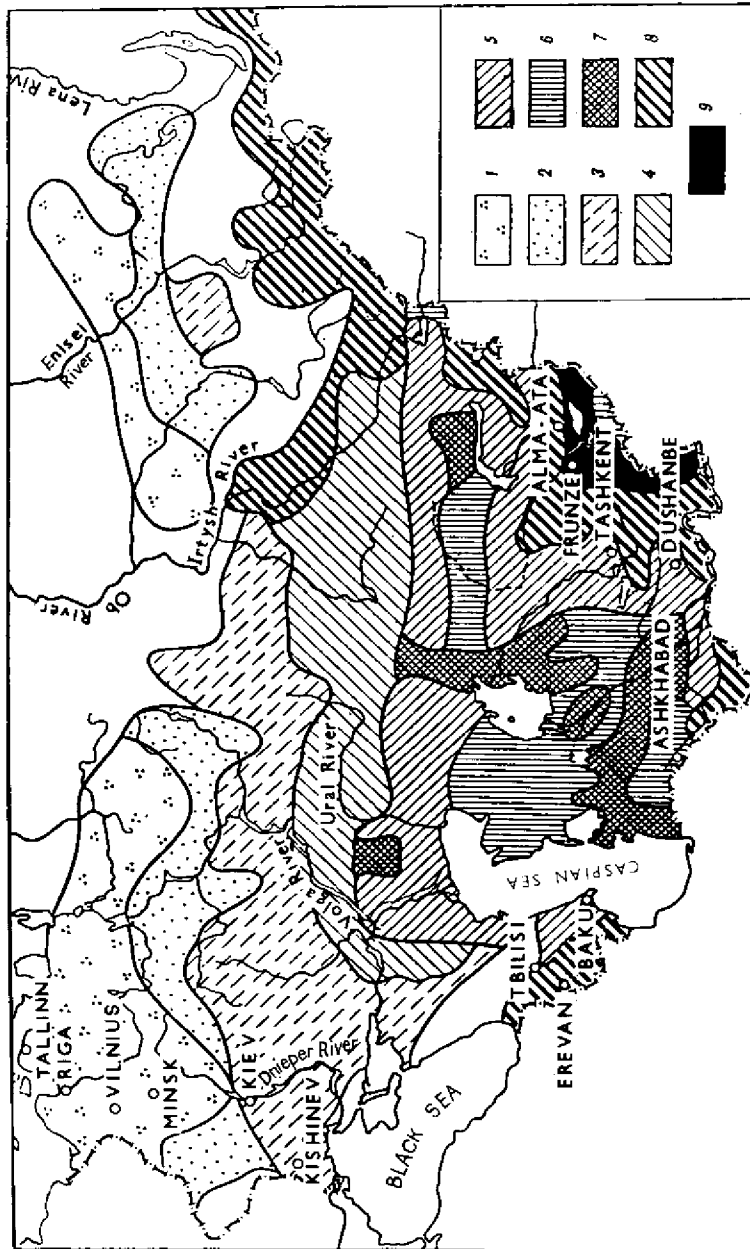 Lena River
Enisei
River
Irtysh River
Ob River
TALLINN
RIGA
VILNIUS
MINSK
KIEV
Dnieper River
KISHINEV
BLACK SEA
Volga River
Ural River
CASPIAN SEA
TBILISI
BAKU
EREVAN
ASHKHABAD
ALMA-ATA
FRUNZE
TASHKENT
DUSHANBE
1
2
3
4
5
6
7
8
9